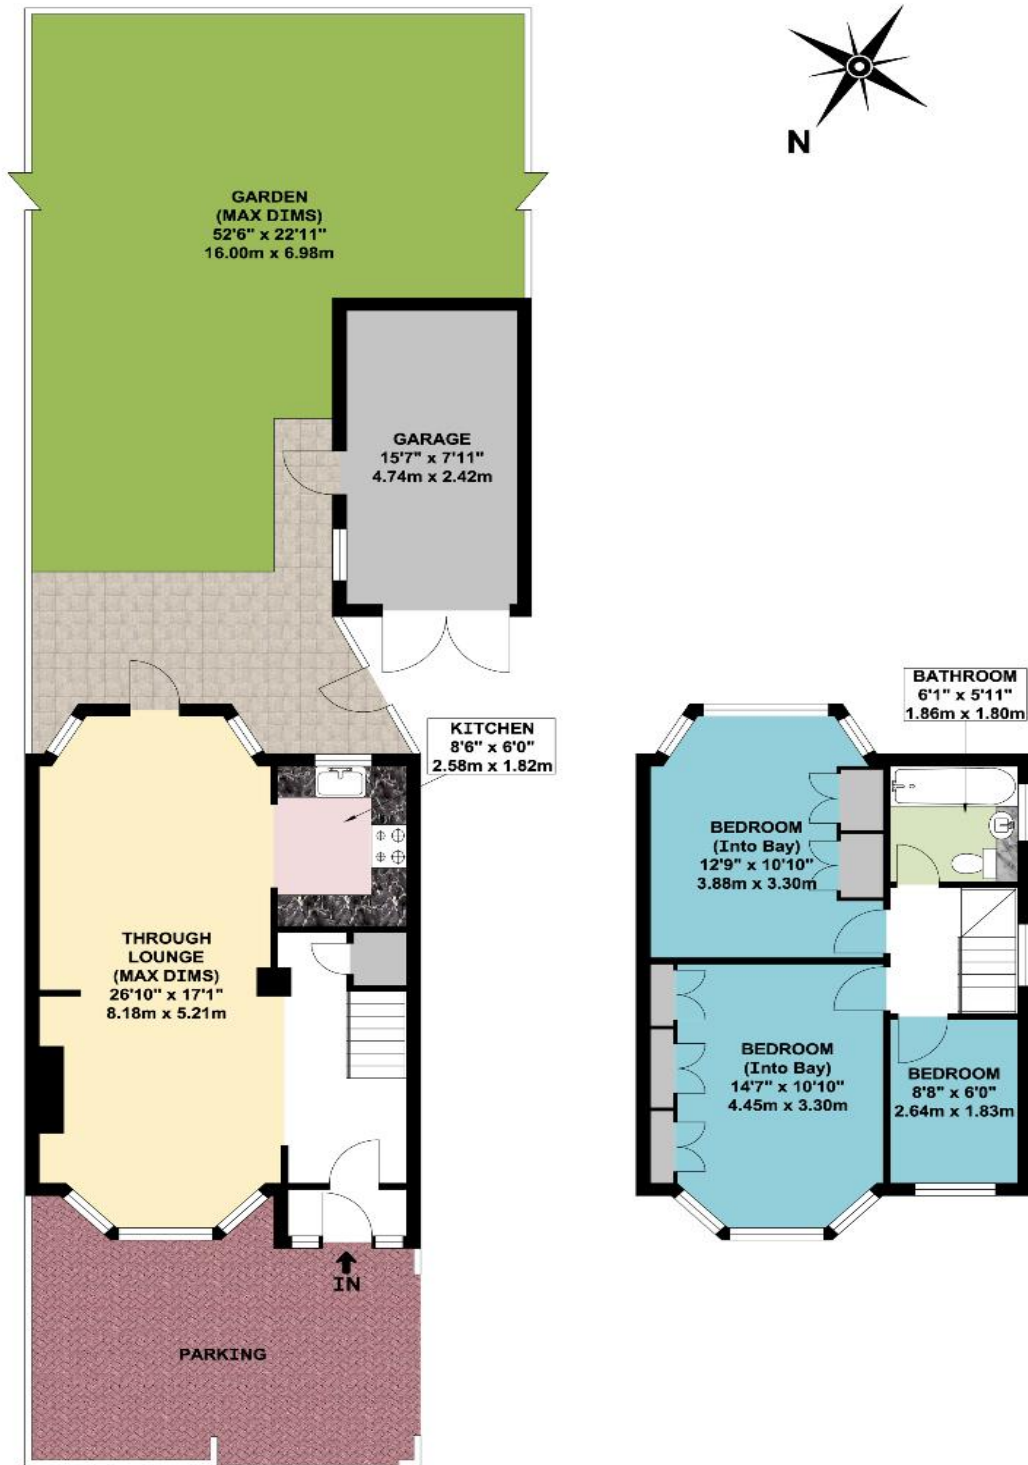 N
GARDEN
(MAX DIMS)
52'6" x 22'11"
16.00m x 6.98m
GARAGE
15'7" x 7'11"
4.74m x 2.42m
KITCHEN
8'6" x 6'0"
2.58m x 1.82m
THROUGH
LOUNGE
(MAX DIMS)
26'10" x 17'1"
8.18m x 5.21m
IN
PARKING
BATHROOM
6'1" x 5'11"
1.86m x 1.80m
BEDROOM
(Into Bay)
12'9" x 10'10"
3.88m x 3.30m
BEDROOM
(Into Bay)
14'7" x 10'10"
4.45m x 3.30m
BEDROOM
8'8" x 6'0"
2.64m x 1.83m